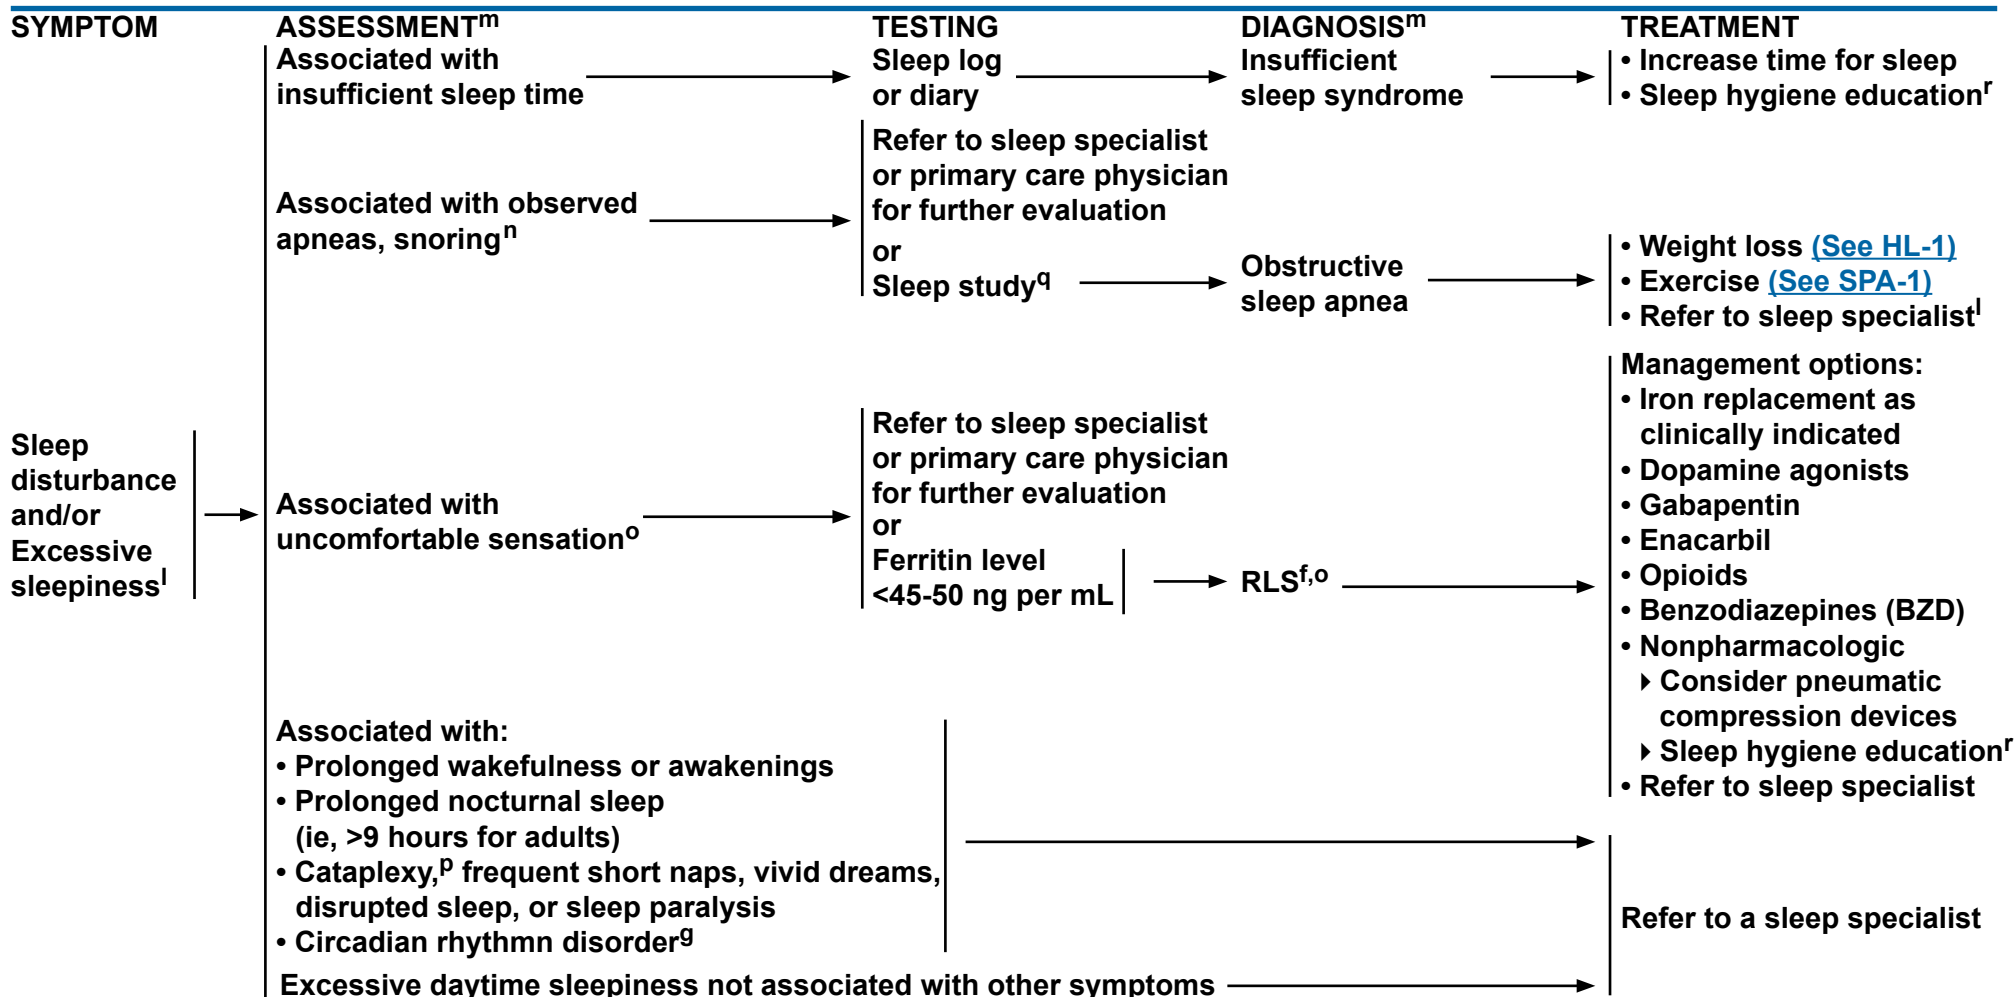 SYMPTOM
ASSESSMENTᵐ
TESTING
DIAGNOSISᵐ
TREATMENT
Associated with
insufficient sleep time
Sleep log
or diary
Insufficient
sleep syndrome
• Increase time for sleep
• Sleep hygiene educationʳ
Associated with observed
apneas, snoringⁿ
Refer to sleep specialist
or primary care physician
for further evaluation
or
Sleep study^q
Obstructive
sleep apnea
• Weight loss (See HL-1)
• Exercise (See SPA-1)
• Refer to sleep specialistˡ
Sleep
disturbance
and/or
Excessive
sleepinessˡ
Associated with
uncomfortable sensationᵒ
Refer to sleep specialist
or primary care physician
for further evaluation
or
Ferritin level
<45-50 ng per mL
RLSᶠ,ᵒ
Management options:
• Iron replacement as
clinically indicated
• Dopamine agonists
• Gabapentin
• Enacarbil
• Opioids
• Benzodiazepines (BZD)
• Nonpharmacologic
▸ Consider pneumatic
compression devices
▸ Sleep hygiene educationʳ
• Refer to sleep specialist
Associated with:
• Prolonged wakefulness or awakenings
• Prolonged nocturnal sleep
(ie, >9 hours for adults)
• Cataplexy,ᵖ frequent short naps, vivid dreams,
disrupted sleep, or sleep paralysis
• Circadian rhythmn disorderᵍ
Refer to a sleep specialist
Excessive daytime sleepiness not associated with other symptoms